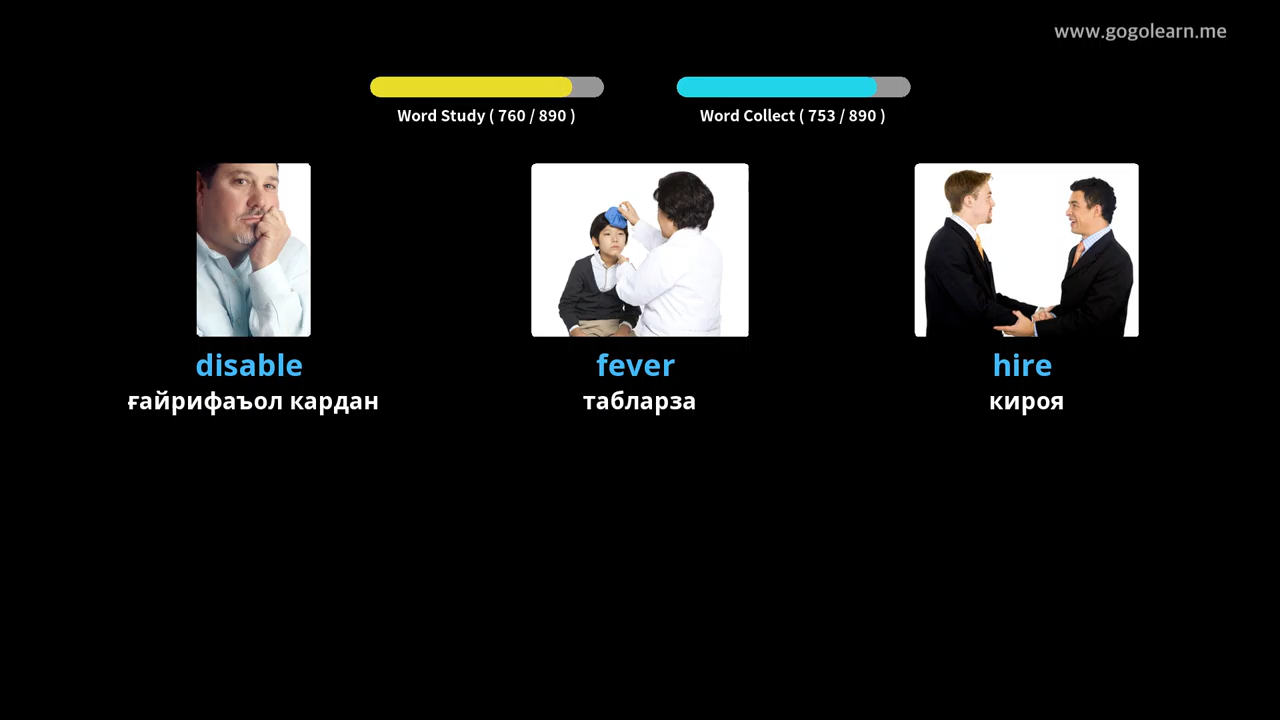 www.gogolearn.me
Word Study ( 760 / 890 )
Word Collect ( 753 / 890 )
disable
fever
hire
ғайрифаъол кардан
табларза
кироя